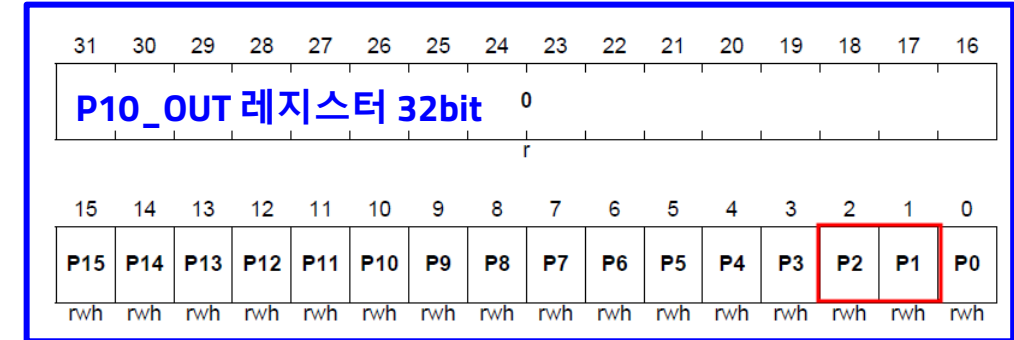 31 30 29 28 27 26 25 24 23 22 21 20 19 18 17 16
P10_OUT 레지스터 32bit 0
r
15 14 13 12 11 10 9 8 7 6 5 4 3 2 1 0
P15 P14 P13 P12 P11 P10 P9 P8 P7 P6 P5 P4 P3 P2 P1 P0
rwh rwh rwh rwh rwh rwh rwh rwh rwh rwh rwh rwh rwh rwh rwh rwh